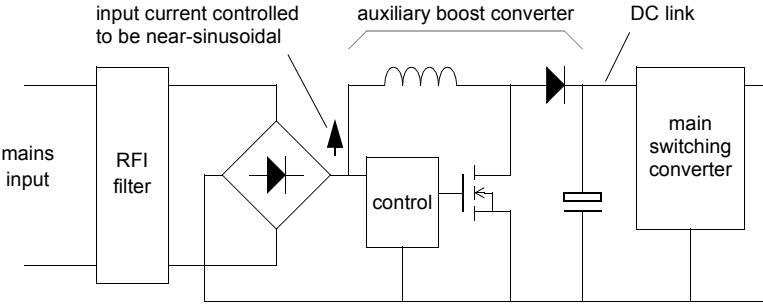 input current controlled
to be near-sinusoidal
auxiliary boost converter
DC link
mains
input
RFI
filter
control
main
switching
converter